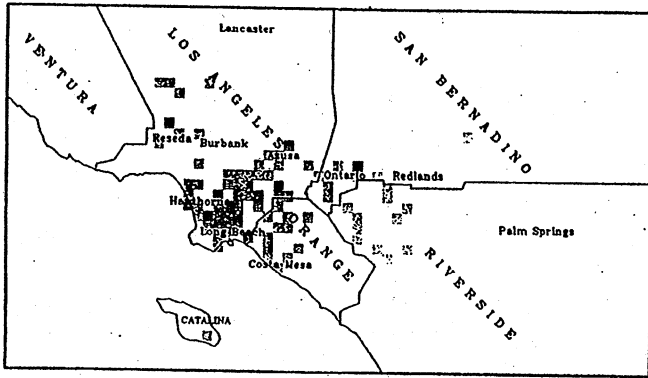 Lancaster
VENTURA
LOS ANGELES
SAN BERNADINO
Reseda
Burbank
Azusa
Ontario
Redlands
Hawthorne
Long Beach
ORANGE
Palm Springs
Costa Mesa
RIVERSIDE
CATALINA